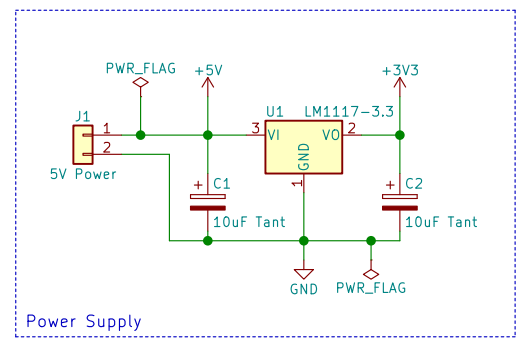 PWR_FLAG
+5V
+3V3
J1
1
2
5V Power
U1
LM1117-3.3
3
VI
VO
2
GND
1
C1
10uF Tant
C2
10uF Tant
GND
PWR_FLAG
Power Supply